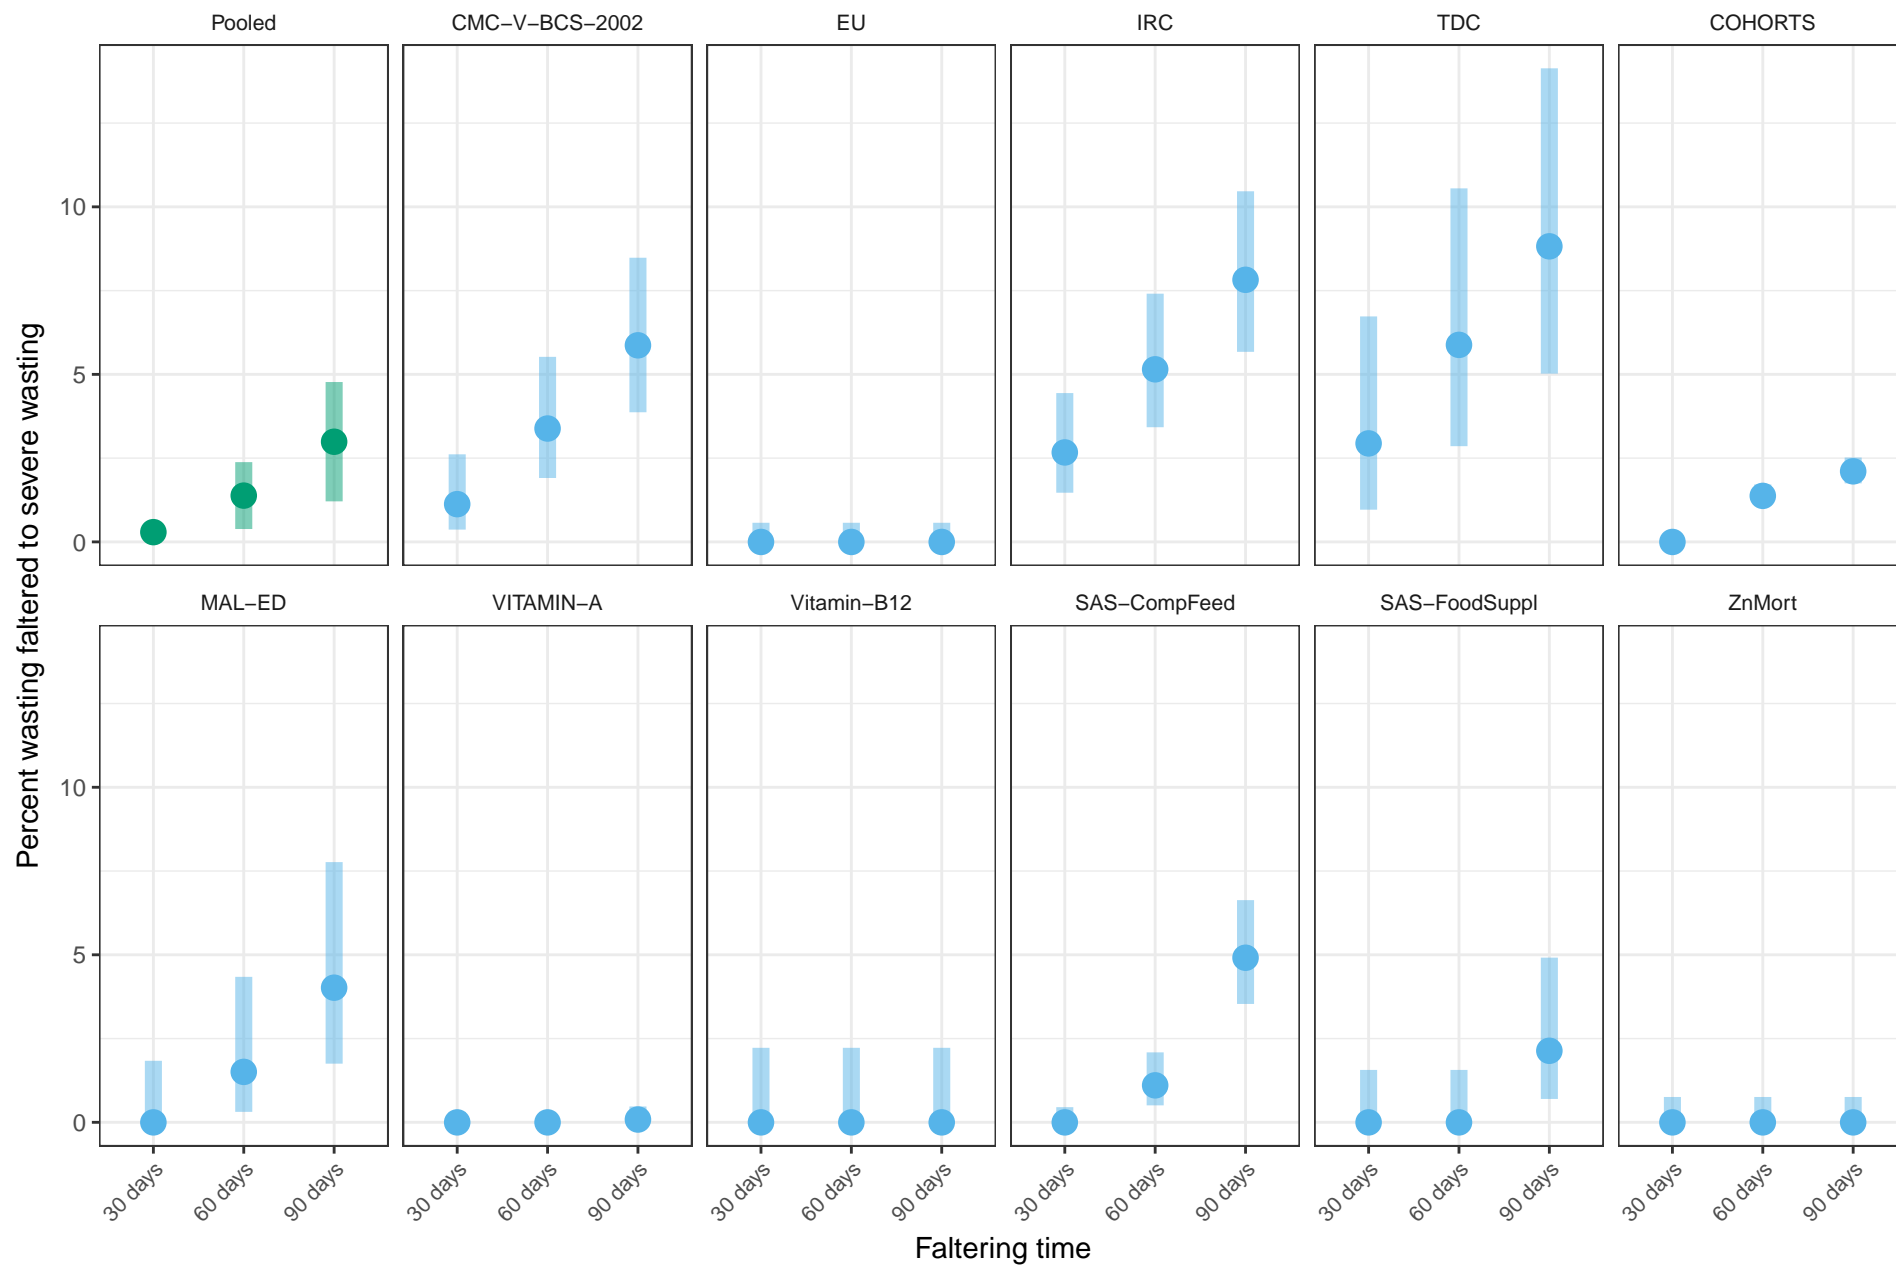 Pooled
CMC−V−BCS−2002
EU
IRC
TDC
COHORTS
10
5
0
MAL−ED
VITAMIN−A
Vitamin−B12
SAS−CompFeed
SAS−FoodSuppl
ZnMort
10
5
0
30 days
60 days
90 days
30 days
60 days
90 days
30 days
60 days
90 days
30 days
60 days
90 days
30 days
60 days
90 days
30 days
60 days
90 days
Faltering time
Percent wasting faltered to severe wasting